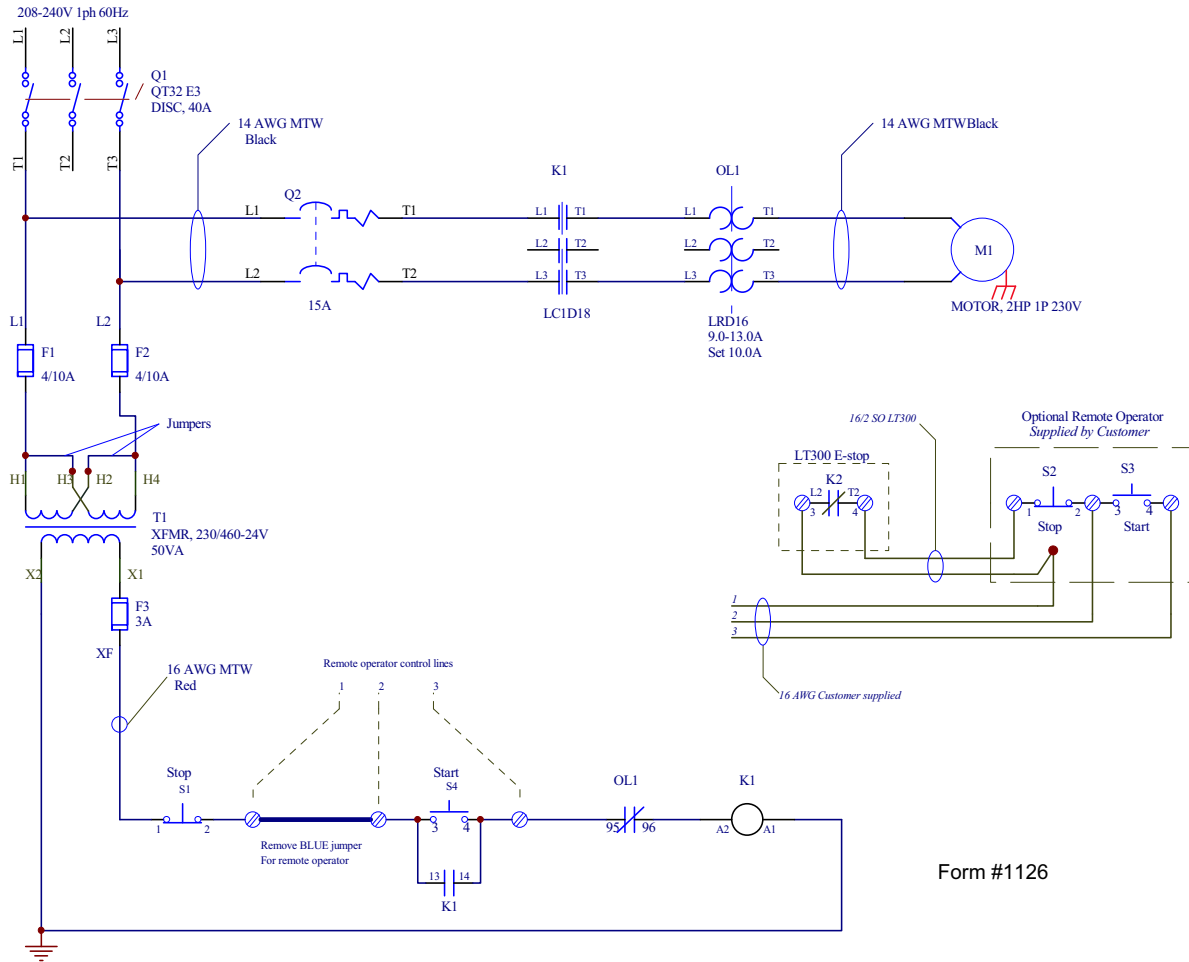 208-240V 1ph 60Hz
L1
L2
L3
Q1
QT32 E3
DISC, 40A
T1
T2
T3
14 AWG MTW
Black
14 AWG MTWBlack
K1
OL1
Q2
L1
T1
L1
T1
L1
T1
L2
T2
L2
T2
M1
L2
T2
L3
T3
L3
T3
15A
LC1D18
LRD16
9.0-13.0A
Set 10.0A
MOTOR, 2HP 1P 230V
L1
L2
F1
4/10A
F2
4/10A
Jumpers
H1
H3
H2
H4
T1
XFMR, 230/460-24V
50VA
X2
X1
F3
3A
XF
16 AWG MTW
Red
16/2 SO LT300
Optional Remote Operator
Supplied by Customer
LT300 E-stop
K2
L2
T2
3
4
S2
S3
1
2
3
4
Stop
Start
1
2
3
16 AWG Customer supplied
Remote operator control lines
1
2
3
Stop
S1
1
2
Start
S4
3
4
OL1
95
96
K1
A2
A1
Remove BLUE jumper
For remote operator
13
14
K1
Form #1126